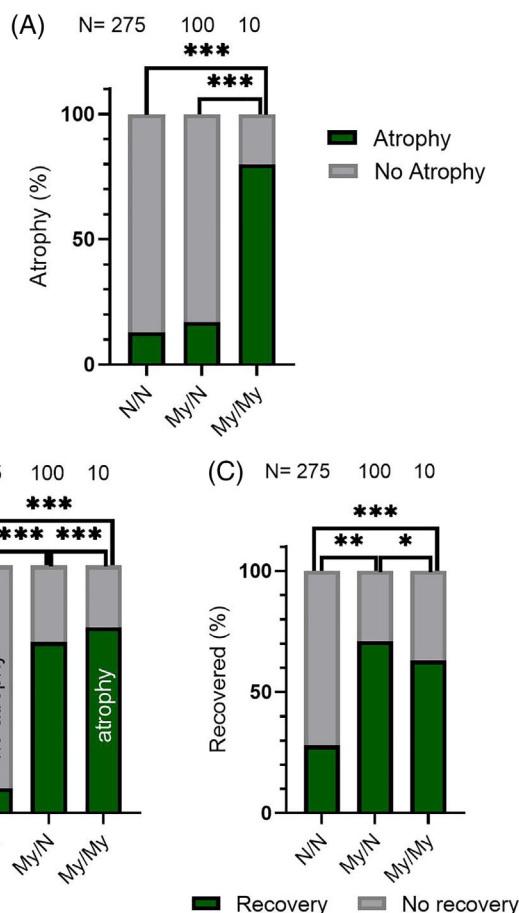 (A) N= 275 100 10
***
***
Atrophy (%)
100
50
0
N/N My/N My/My
Atrophy
No Atrophy
100 10
***
*** ***
atrophy
atrophy
My/N My/My
(C) N= 275 100 10
***
** *
Recovered (%)
100
50
0
N/N My/N My/My
Recovery No recovery